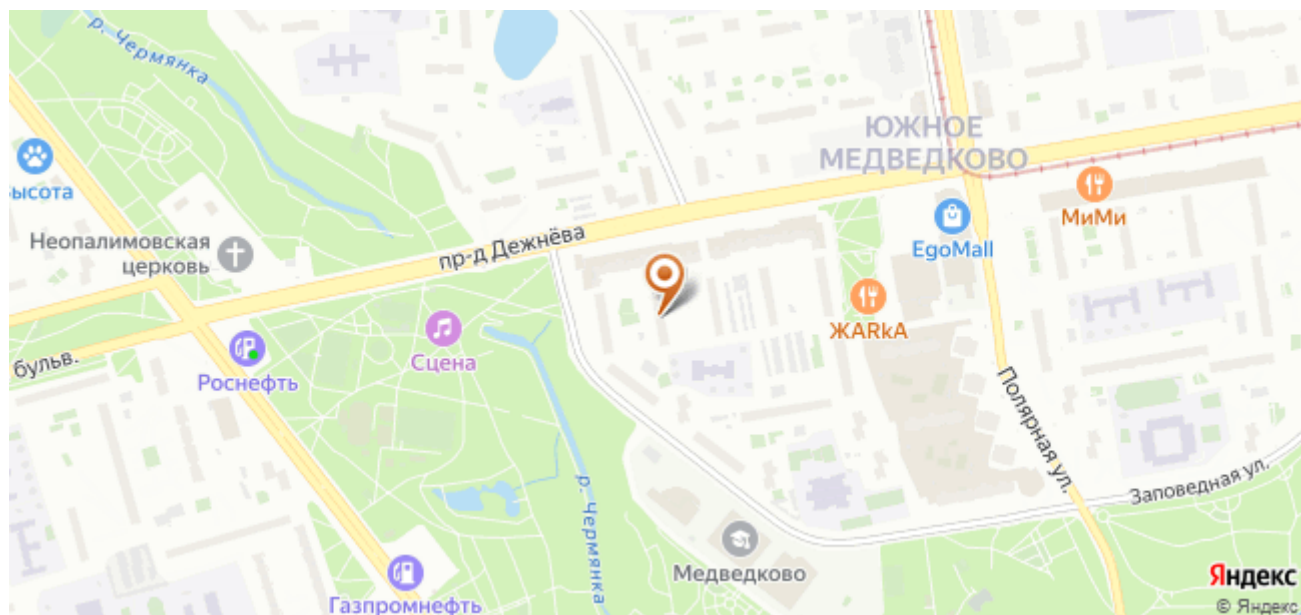 р. Чермянка
ЮЖНОЕ
МЕДВЕДКОВО
ысота
МиМи
Неопалимовская
церковь
пр-д Дежнёва
EgoMall
ЖАRкА
Сцена
бульв.
Роснефть
Полярная ул.
Заповедная ул.
р. Чермянка
Медведково
Газпромнефть
Яндекс
© Яндекс